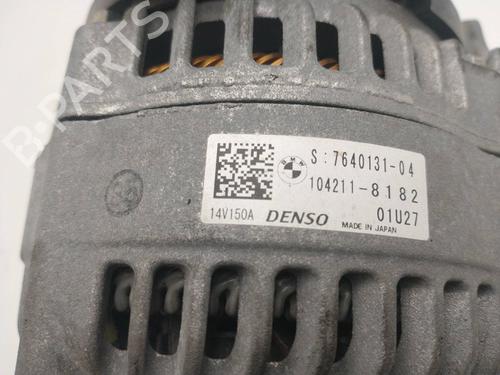 B-PARTS
S:7640131-04
104211-8182
14V150A DENSO 01U27
MADE IN JAPAN